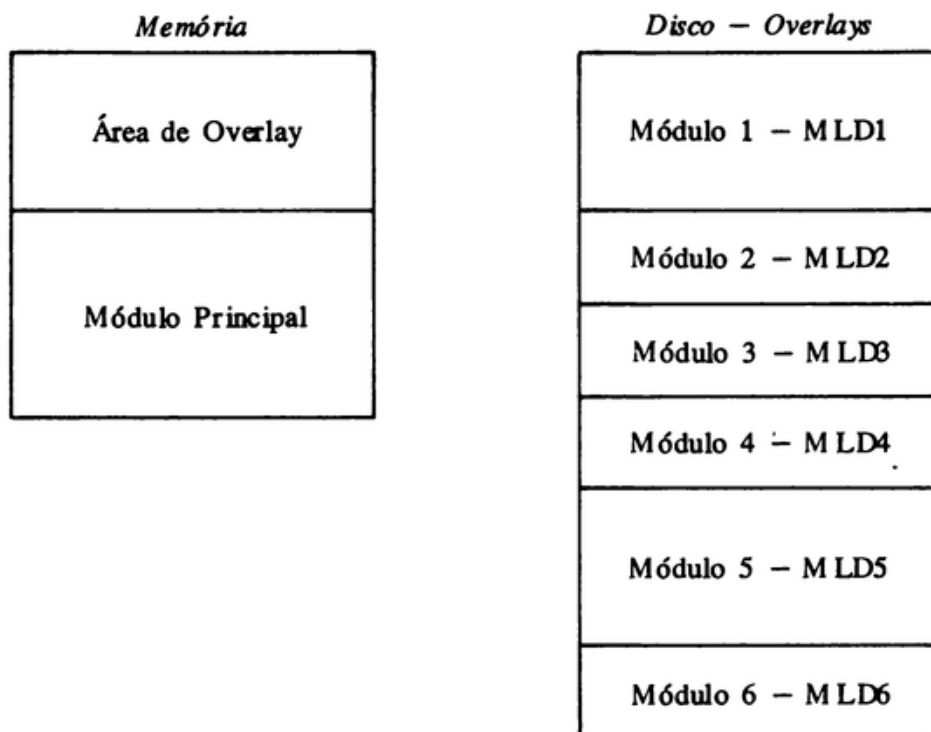 Memória
Área de Overlay
Módulo Principal
Disco – Overlays
Módulo 1 – MLD1
Módulo 2 – MLD2
Módulo 3 – MLD3
Módulo 4 – MLD4
Módulo 5 – MLD5
Módulo 6 – MLD6